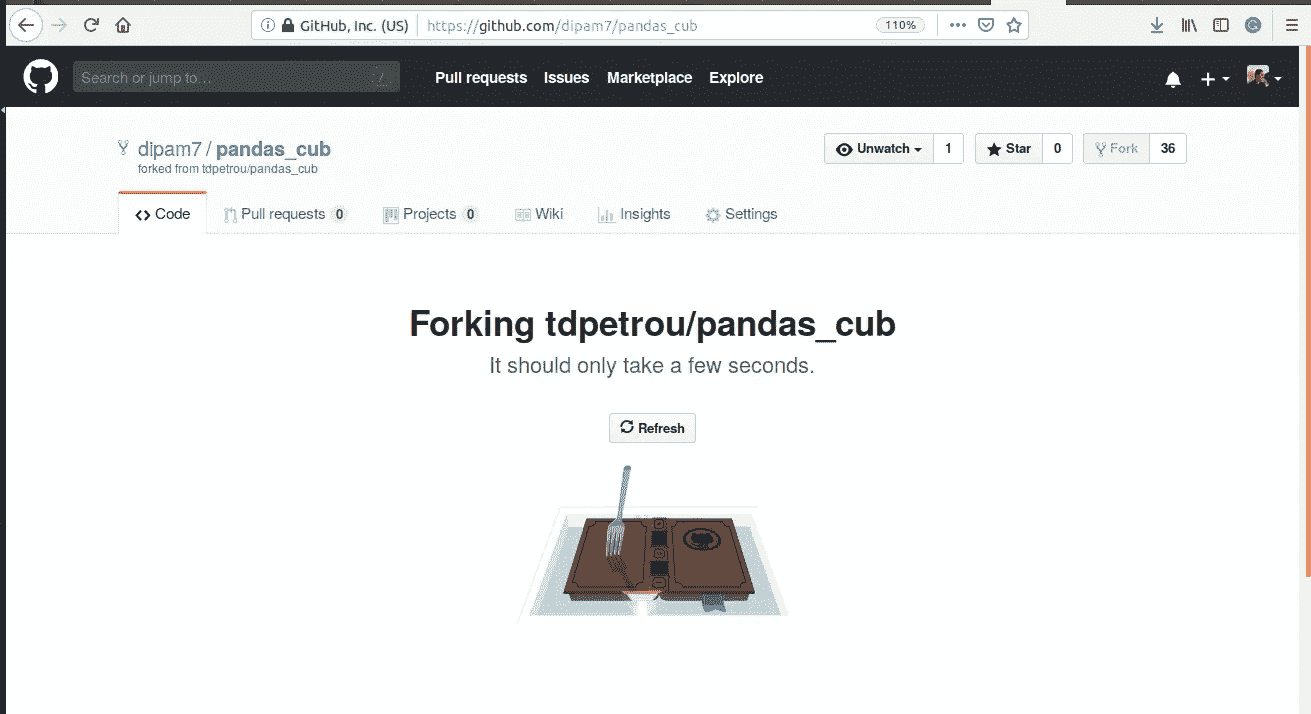 GitHub, Inc. (US) https://github.com/dipam7/pandas_cub 110%
Search or jump to… / Pull requests Issues Marketplace Explore
dipam7 / pandas_cub
forked from tdpetrou/pandas_cub
Unwatch 1 Star 0 Fork 36
Code Pull requests 0 Projects 0 Wiki Insights Settings
Forking tdpetrou/pandas_cub
It should only take a few seconds.
Refresh